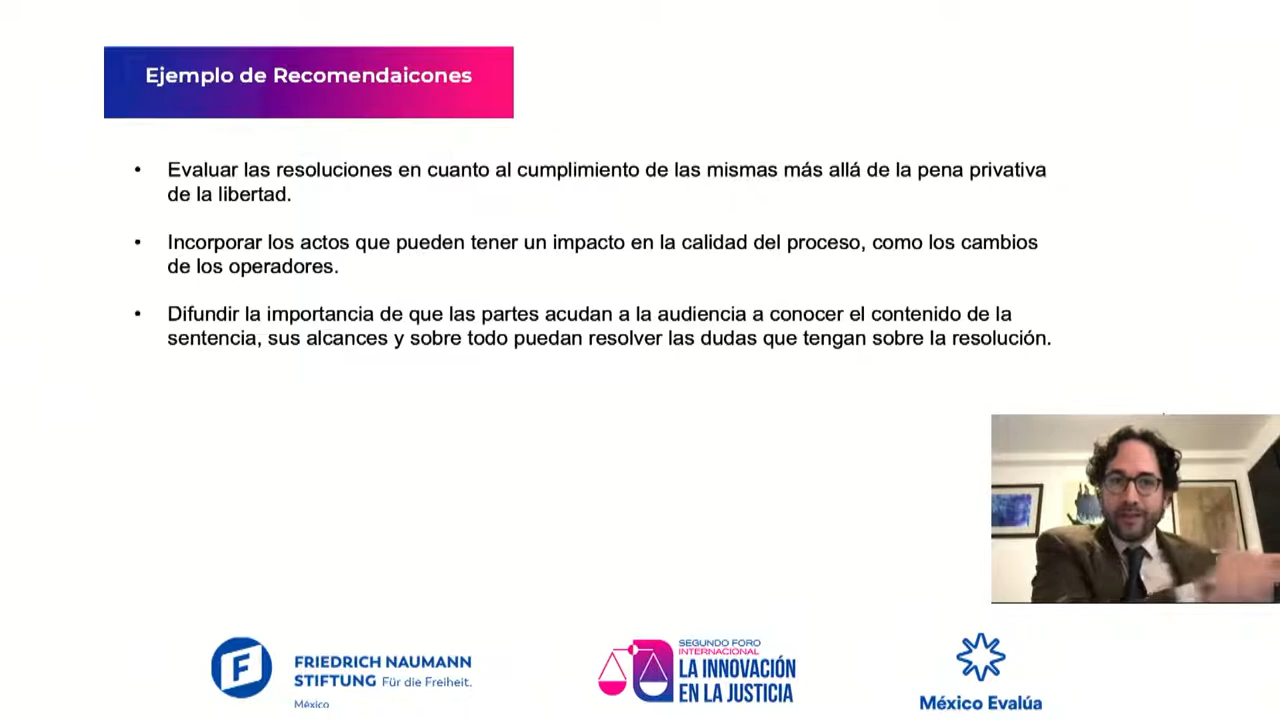 Ejemplo de Recomendaicones
• Evaluar las resoluciones en cuanto al cumplimiento de las mismas más allá de la pena privativa
de la libertad.
• Incorporar los actos que pueden tener un impacto en la calidad del proceso, como los cambios
de los operadores.
• Difundir la importancia de que las partes acudan a la audiencia a conocer el contenido de la
sentencia, sus alcances y sobre todo puedan resolver las dudas que tengan sobre la resolución.
F
FRIEDRICH NAUMANN
STIFTUNG Für die Freiheit.
México
SEGUNDO FORO
INTERNACIONAL
LA INNOVACIÓN
EN LA JUSTICIA
México Evalúa